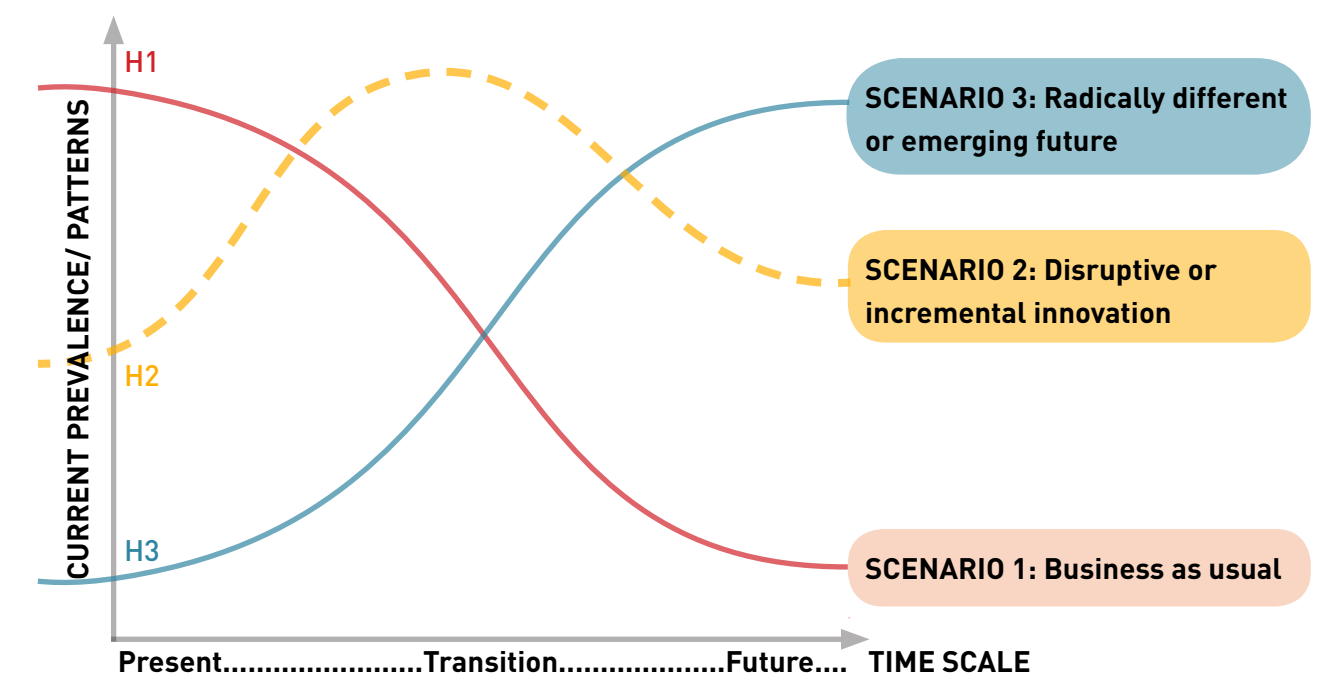 CURRENT PREVALENCE/ PATTERNS
H1
H2
H3
SCENARIO 3: Radically different
or emerging future
SCENARIO 2: Disruptive or
incremental innovation
SCENARIO 1: Business as usual
Present........................Transition....................Future.... TIME SCALE